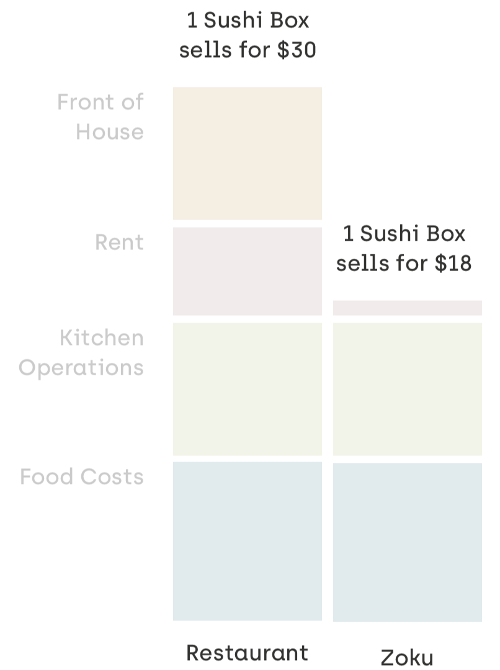 1 Sushi Box
sells for $30
Front of
House
Rent
1 Sushi Box
sells for $18
Kitchen
Operations
Food Costs
Restaurant
Zoku